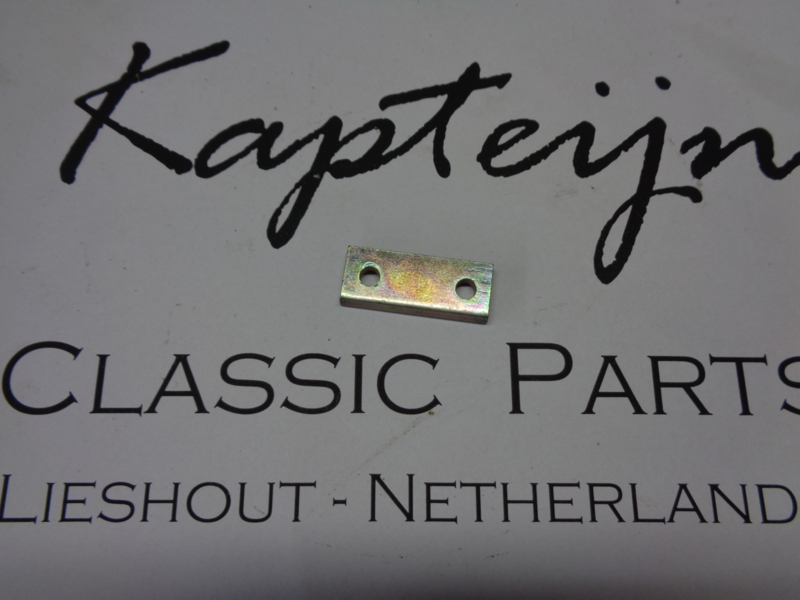 Kapteijn
CLASSIC PARTS
LIESHOUT - NETHERLAND